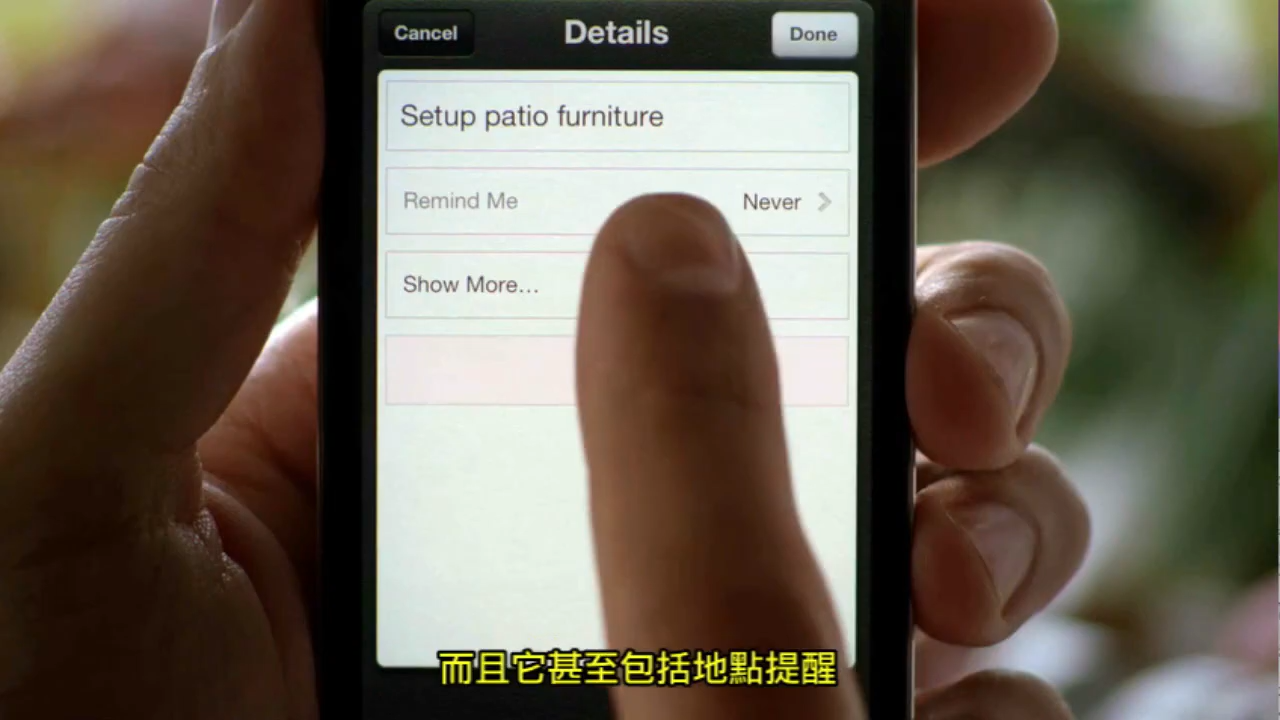 Cancel
Details
Done
Setup patio furniture
Remind Me
Never
Show More...
而且它甚至包括地點提醒